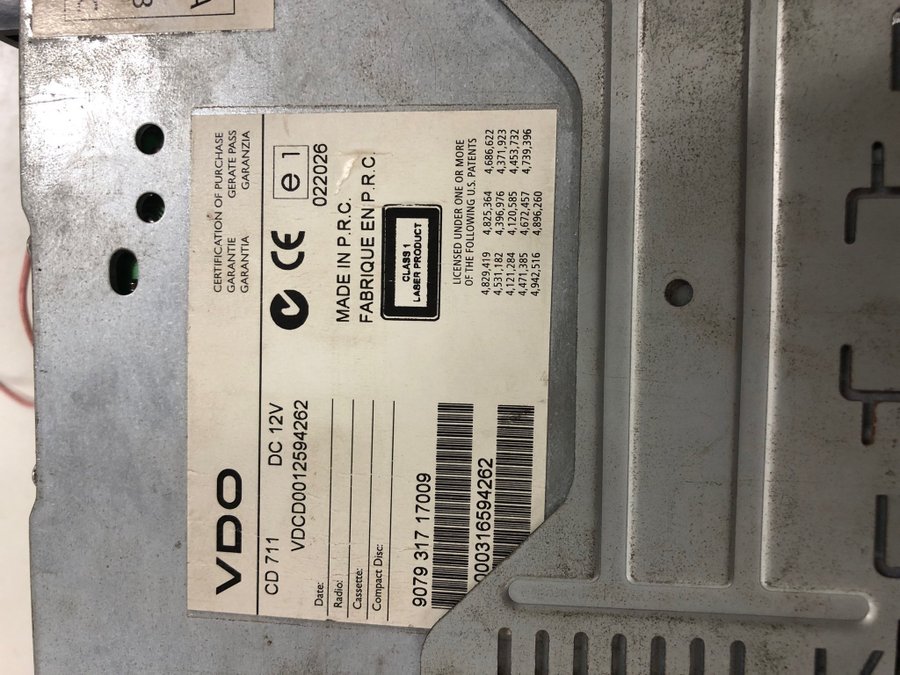 VDO
CERTIFICATION OF PURCHASE
GARANTIE GERATE PASS
GARANTIA GARANZIA
CD 711 DC 12V
VDCD0012594262
e1
022026
CE
Date:
Radio:
Cassette:
Compact Disc:
MADE IN P.R.C.
FABRIQUE EN P.R.C.
CLASS 1
LASER PRODUCT
9079 317 17009
0000316594262
LICENSED UNDER ONE OR MORE
OF THE FOLLOWING U.S. PATENTS
4,829,419 4,825,364 4,686,622
4,531,182 4,396,976 4,371,923
4,121,284 4,120,585 4,453,732
4,471,385 4,672,457 4,739,396
4,942,516 4,896,260